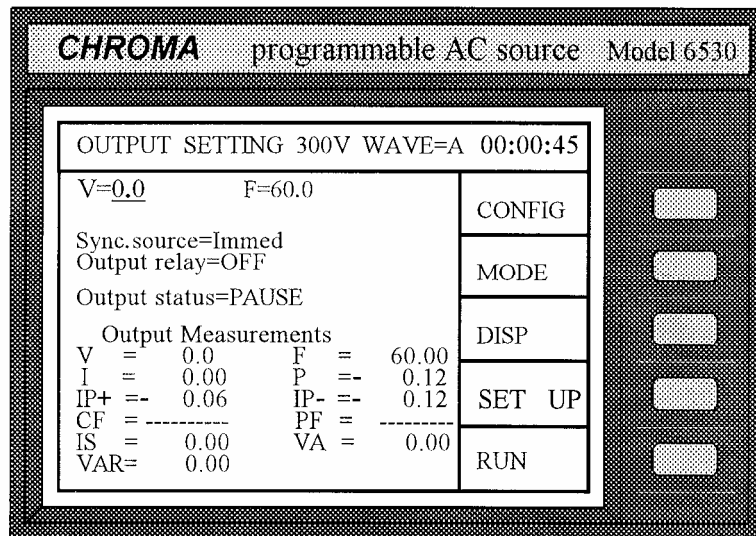 CHROMA programmable AC source Model 6530
OUTPUT SETTING 300V WAVE=A 00:00:45
V=0.0 F=60.0
CONFIG
Sync.source=Immed
Output relay=OFF
MODE
Output status=PAUSE
Output Measurements
DISP
V = 0.0 F = 60.00
I = 0.00 P =- 0.12
IP+ =- 0.06 IP- =- 0.12
SET UP
CF = ---------- PF = ---------
IS = 0.00 VA = 0.00
VAR= 0.00
RUN